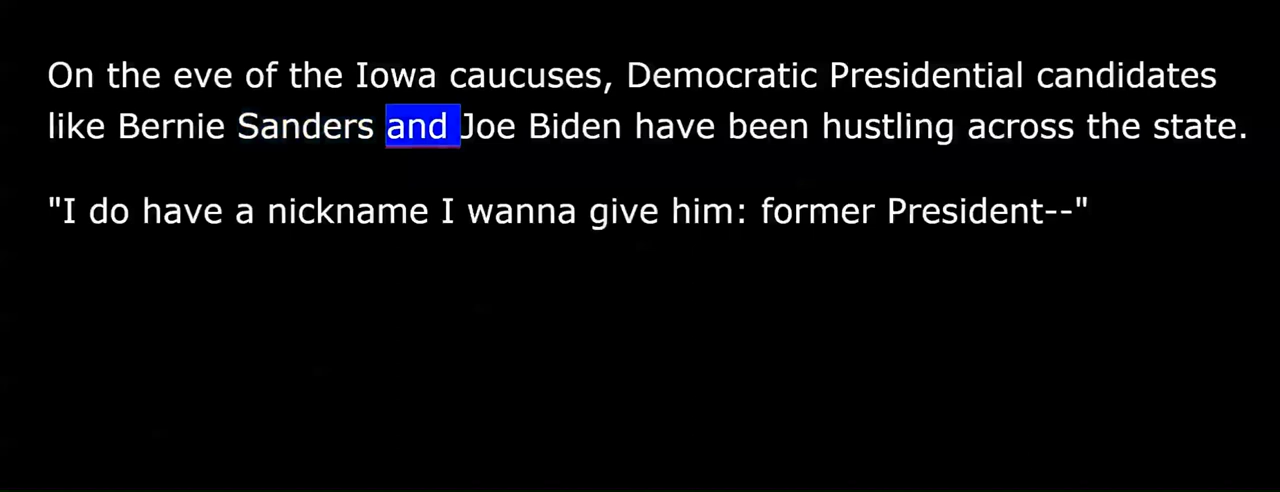 On the eve of the Iowa caucuses, Democratic Presidential candidates
like Bernie Sanders and Joe Biden have been hustling across the state.
"I do have a nickname I wanna give him: former President--"